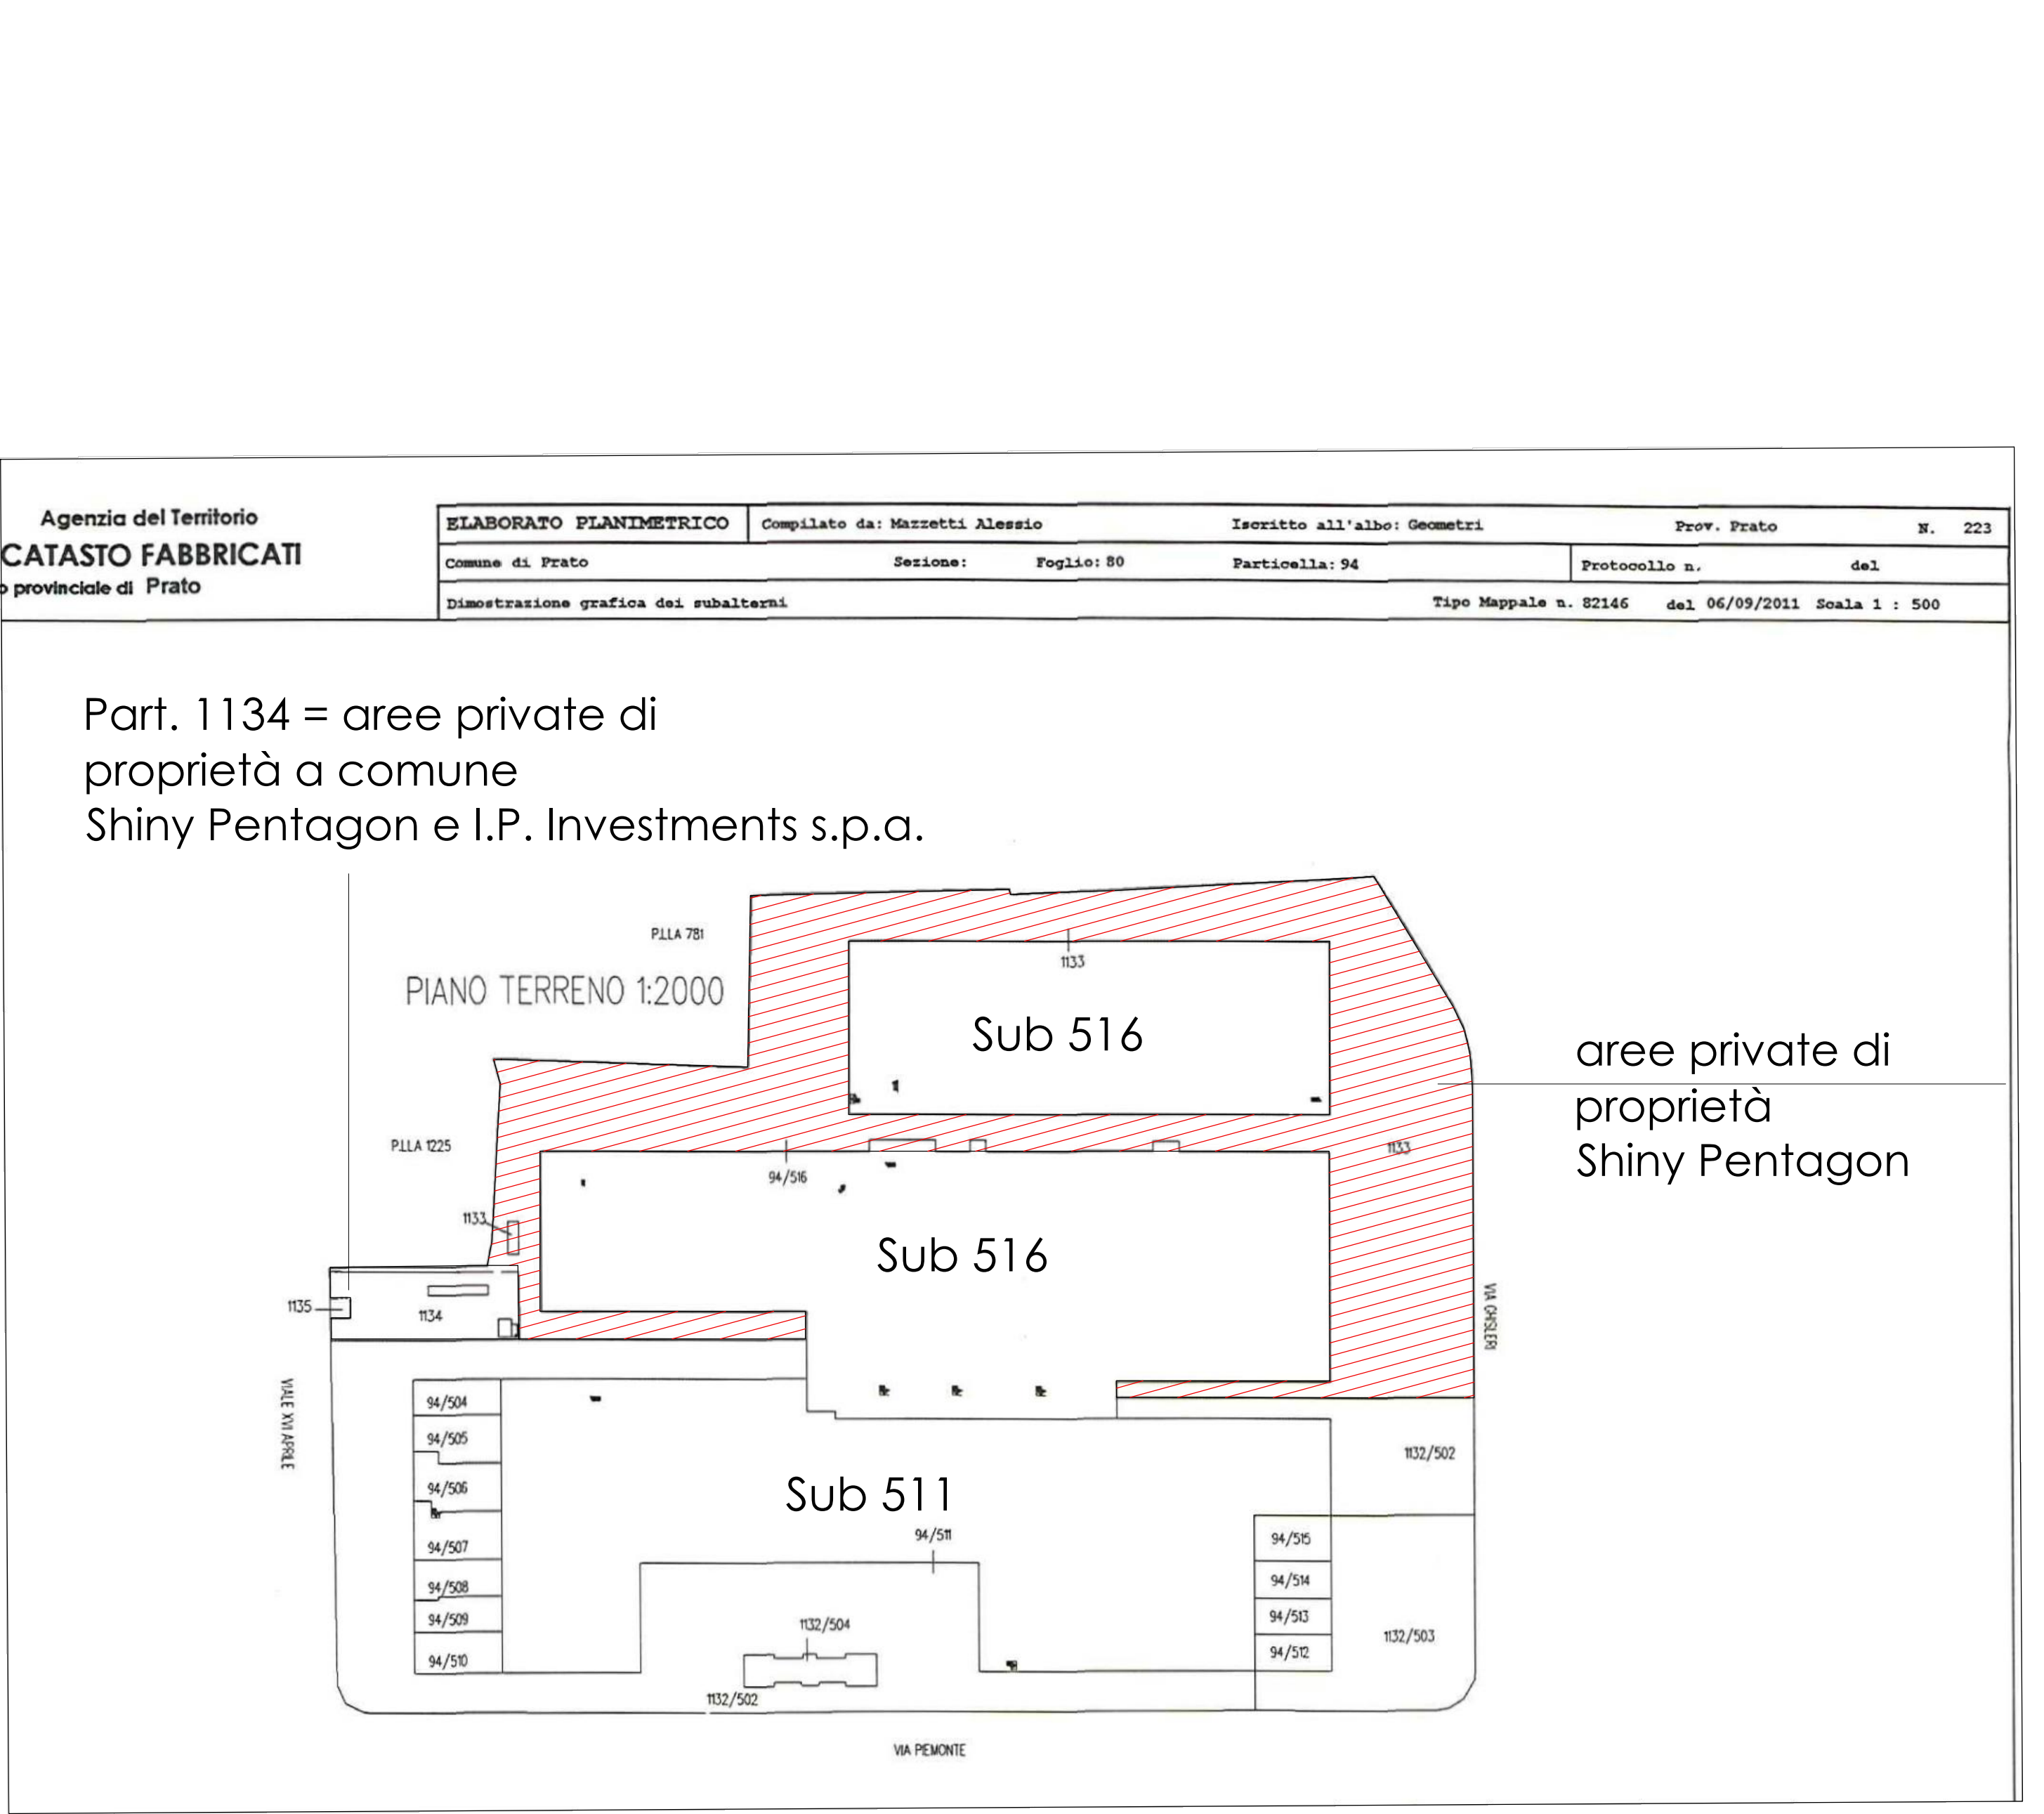 Agenzia del Territorio
CATASTO FABBRICATI
provinciale di Prato
ELABORATO PLANIMETRICO
Compilato da: Mazzetti Alessio
Iscritto all'albo: Geometri
Prov. Prato
N. 223
Comune di Prato
Sezione:
Foglio: 80
Particella: 94
Protocollo n.
del
Dimostrazione grafica dei subalterni
Tipo Mappale n. 82146
del 06/09/2011
Scala 1 : 500
Part. 1134 = aree private di
proprietà a comune
Shiny Pentagon e I.P. Investments s.p.a.
P.LLA 781
PIANO TERRENO 1:2000
1133
Sub 516
aree private di
proprietà
Shiny Pentagon
P.LLA 1225
1133
94/516
1133
Sub 516
1135
1134
VIA GHISLERI
VIALE XVI APRILE
94/504
94/505
94/506
94/507
94/508
94/509
94/510
Sub 511
94/511
1132/502
94/515
94/514
94/513
94/512
1132/503
1132/504
1132/502
VIA PIEMONTE